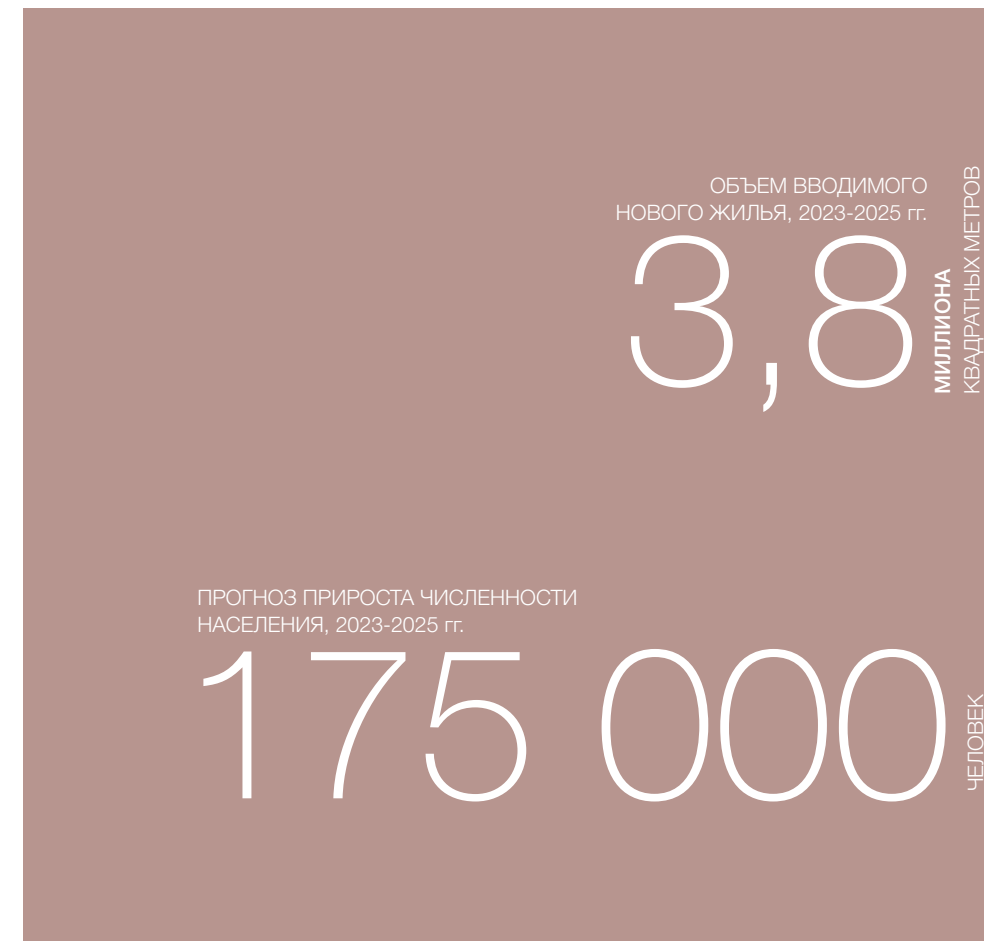 ОБЪЕМ ВВОДИМОГО
НОВОГО ЖИЛЬЯ, 2023-2025 гг.
3,8
МИЛЛИОНА
КВАДРАТНЫХ МЕТРОВ
ПРОГНОЗ ПРИРОСТА ЧИСЛЕННОСТИ
НАСЕЛЕНИЯ, 2023-2025 гг.
175 000
ЧЕЛОВЕК